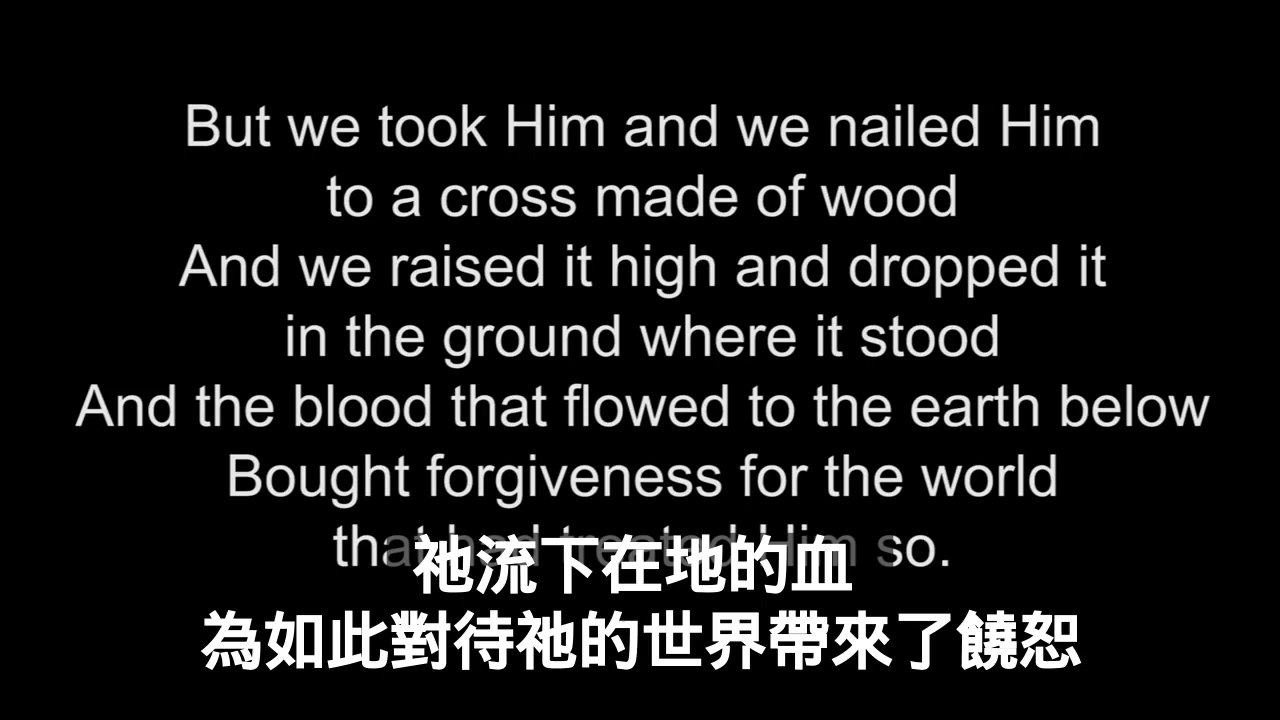 But we took Him and we nailed Him
to a cross made of wood
And we raised it high and dropped it
in the ground where it stood
And the blood that flowed to the earth below
Bought forgiveness for the world
that had treated Him so.
祂流下在地的血
為如此對待祂的世界帶來了饒恕